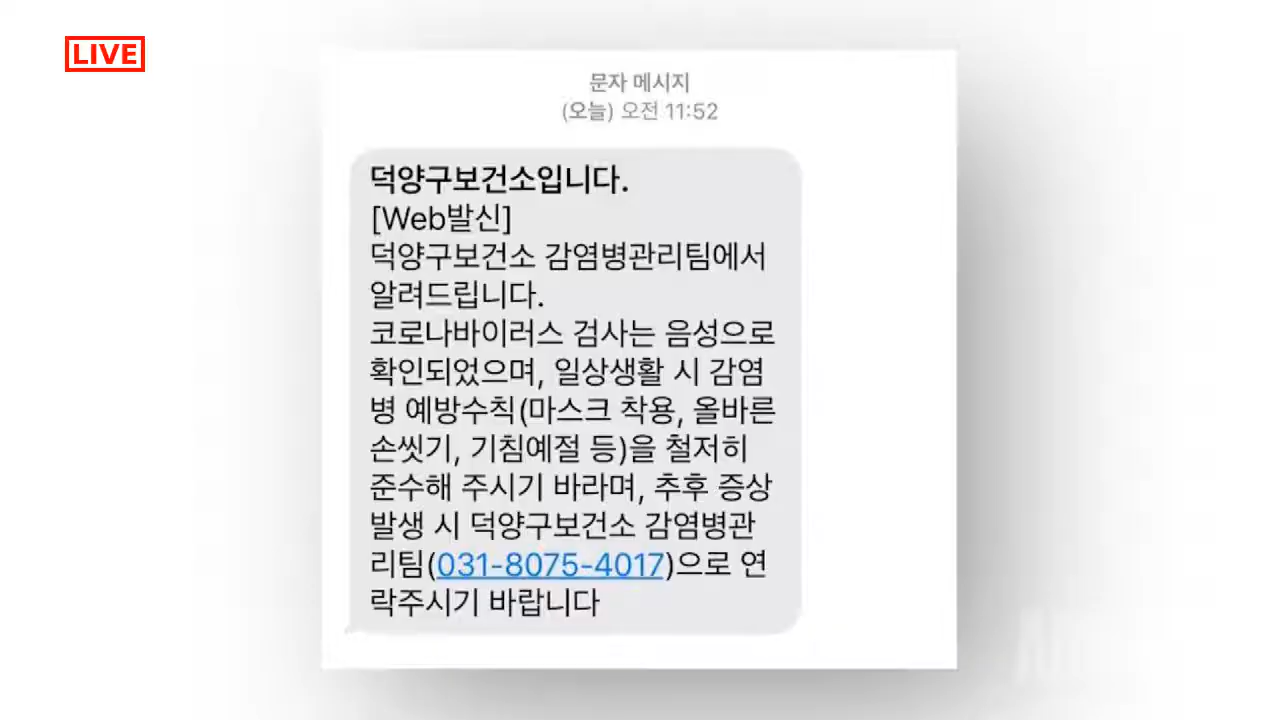 LIVE
문자 메시지
(오늘) 오전 11:52
덕양구보건소입니다.
[Web발신]
덕양구보건소 감염병관리팀에서
알려드립니다.
코로나바이러스 검사는 음성으로
확인되었으며, 일상생활 시 감염
병 예방수칙(마스크 착용, 올바른
손씻기, 기침예절 등)을 철저히
준수해 주시기 바라며, 추후 증상
발생 시 덕양구보건소 감염병관
리팀(031-8075-4017)으로 연
락주시기 바랍니다